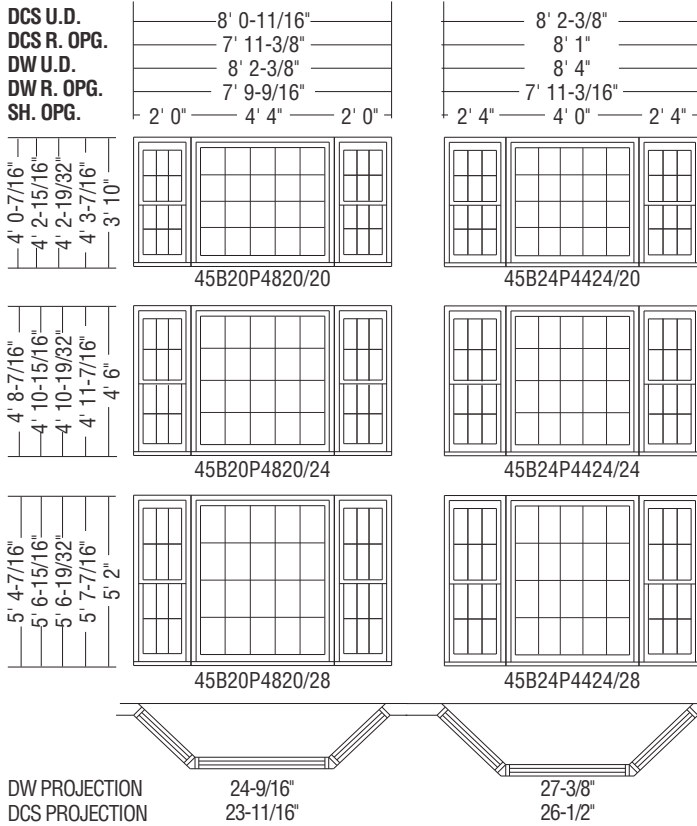 DCS U.D. 8' 0-11/16" 8' 2-3/8"
DCS R. OPG. 7' 11-3/8" 8' 1"
DW U.D. 8' 2-3/8" 8' 4"
DW R. OPG. 7' 9-9/16" 7' 11-3/16"
SH. OPG. 2' 0" 4' 4" 2' 0" 2' 4" 4' 0" 2' 4"
4' 0-7/16"
4' 2-15/16"
4' 2-19/32"
4' 3-7/16"
3' 10"
45B20P4820/20 45B24P4424/20
4' 8-7/16"
4' 10-15/16"
4' 10-19/32"
4' 11-7/16"
4' 6"
45B20P4820/24 45B24P4424/24
5' 4-7/16"
5' 6-15/16"
5' 6-19/32"
5' 7-7/16"
5' 2"
45B20P4820/28 45B24P4424/28
DW PROJECTION 24-9/16" 27-3/8"
DCS PROJECTION 23-11/16" 26-1/2"